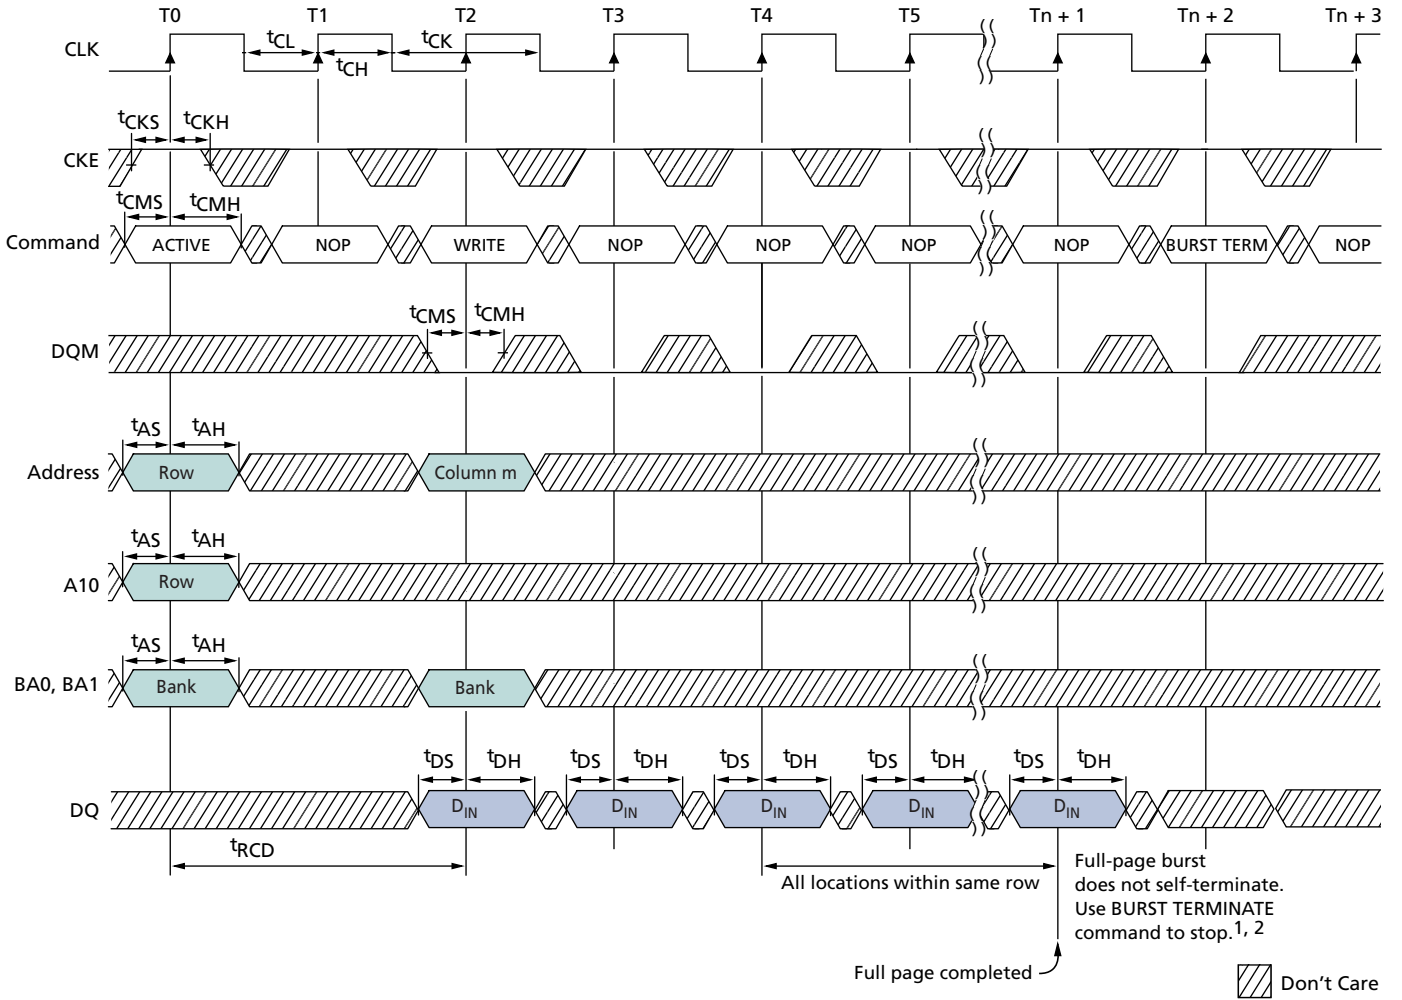 T0 T1 T2 T3 T4 T5 Tn + 1 Tn + 2 Tn + 3
CLK
tCL tCK
tCH
tCKS tCKH
CKE
tCMS tCMH
Command ACTIVE NOP WRITE NOP NOP NOP NOP BURST TERM NOP
tCMS tCMH
DQM
tAS tAH
Address Row Column m
tAS tAH
A10 Row
tAS tAH
BA0, BA1 Bank Bank
tDS tDH tDS tDH tDS tDH tDS tDH tDS tDH
DQ DIN DIN DIN DIN DIN
tRCD
All locations within same row
Full-page burst
does not self-terminate.
Use BURST TERMINATE
command to stop.1, 2
Full page completed
Don't Care